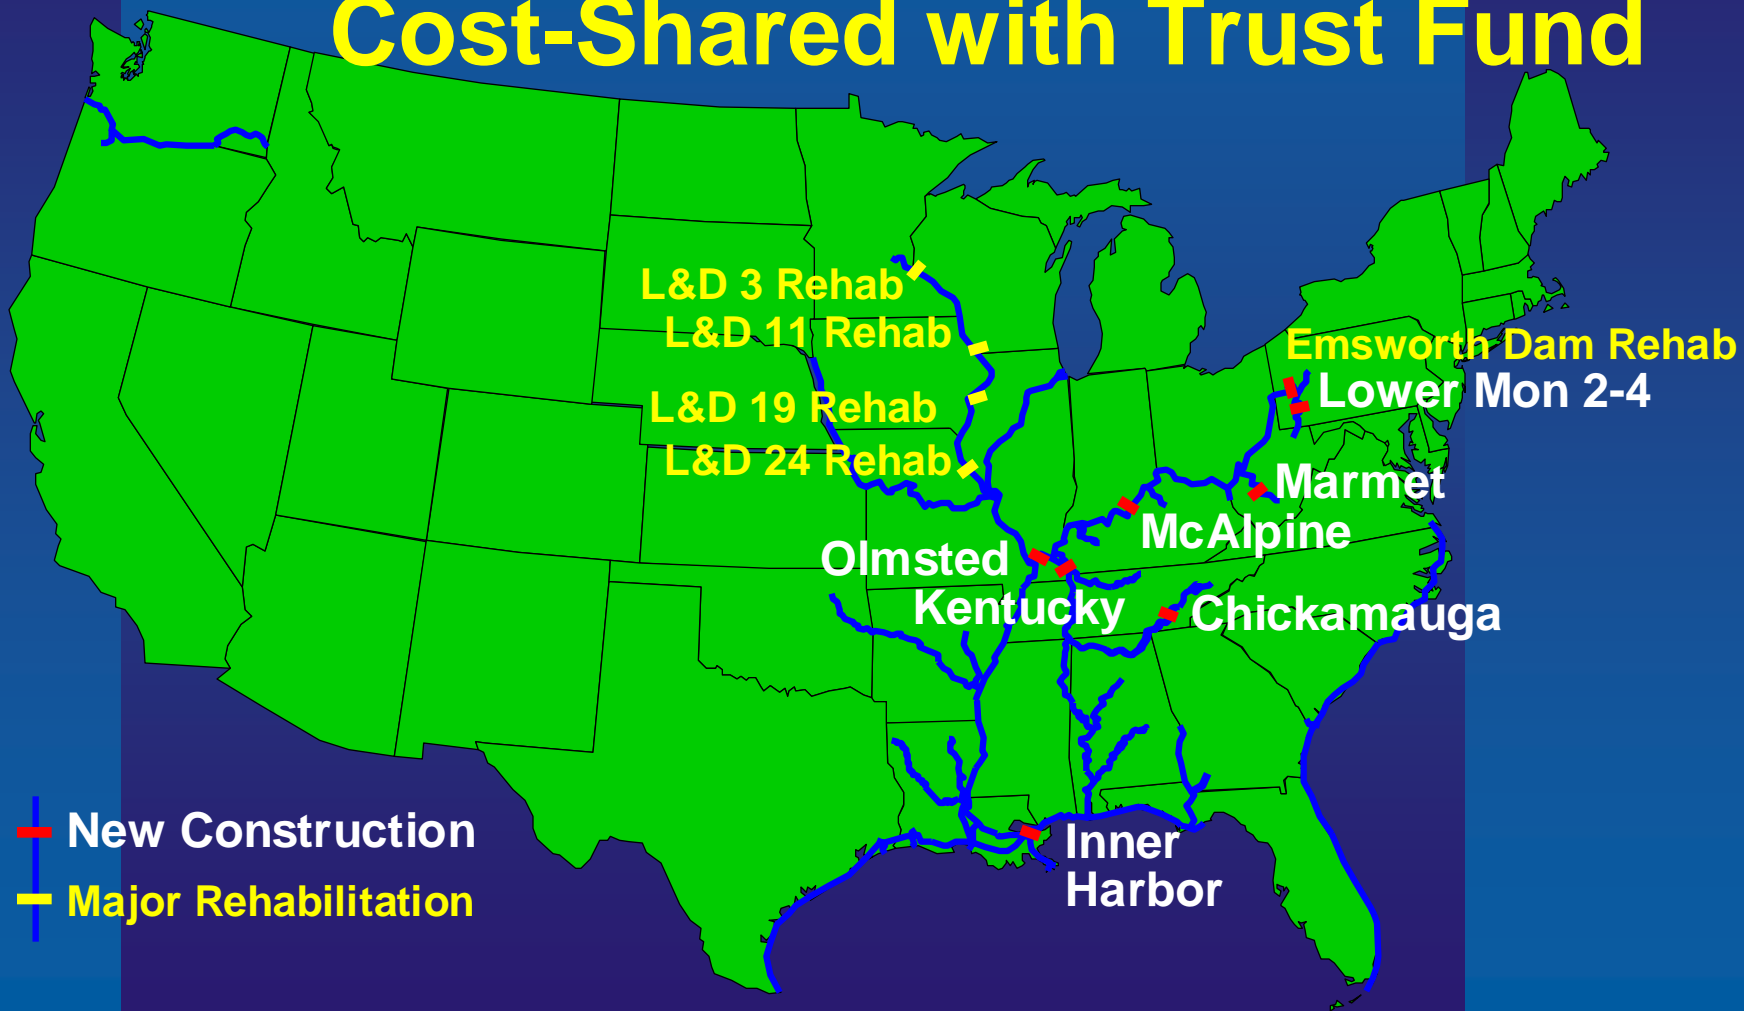 Cost-Shared with Trust Fund
L&D 3 Rehab
L&D 11 Rehab
L&D 19 Rehab
L&D 24 Rehab
Emsworth Dam Rehab
Lower Mon 2-4
Marmet
McAlpine
Olmsted
Kentucky
Chickamauga
Inner
Harbor
New Construction
Major Rehabilitation